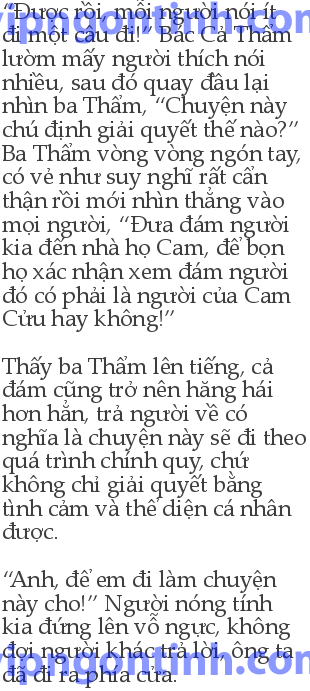 “Được rồi, mỗi người nói ít
đi một câu đi!” Bác Cả Thẩm
lườm mấy người thích nói
nhiều, sau đó quay đầu lại
nhìn ba Thẩm, “Chuyện này
chú định giải quyết thế nào?”
Ba Thẩm vòng vòng ngón tay,
có vẻ như suy nghĩ rất cẩn
thận rồi mới nhìn thẳng vào
mọi người, “Đưa đám người
kia đến nhà họ Cam, để bọn
họ xác nhận xem đám người
đó có phải là người của Cam
Cửu hay không!”
Thấy ba Thẩm lên tiếng, cả
đám cũng trở nên hăng hái
hơn hẳn, trả người về có
nghĩa là chuyện này sẽ đi theo
quá trình chính quy, chứ
không chỉ giải quyết bằng
tình cảm và thể diện cá nhân
được.
“Anh, để em đi làm chuyện
này cho!” Người nóng tính
kia đứng lên vỗ ngực, không
đợi người khác trả lời, ông ta
đã đi ra phía cửa.
vipngontinh.com
vipngontinh.com
vipngontinh.com